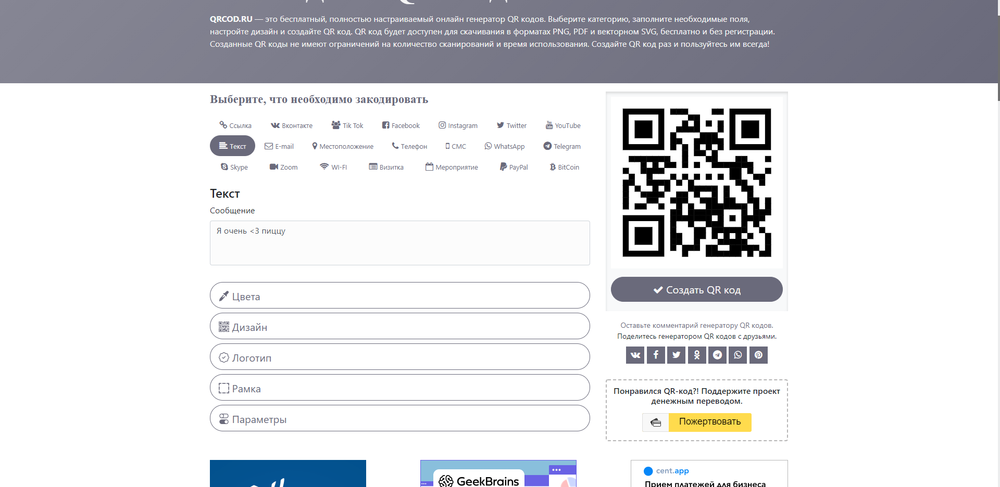 QRCOD.RU — это бесплатный, полностью настраиваемый онлайн генератор QR кодов. Выберите категорию, заполните необходимые поля,
настройте дизайн и создайте QR код. QR код будет доступен для скачивания в форматах PNG, PDF и векторном SVG, бесплатно и без регистрации.
Созданные QR коды не имеют ограничений на количество сканирований и время использования. Создайте QR код раз и пользуйтесь им всегда!
Выберите, что необходимо закодировать
Ссылка Вконтакте Tik Tok Facebook Instagram Twitter YouTube
Текст E-mail Местоположение Телефон СМС WhatsApp Telegram
Skype Zoom WI-FI Визитка Мероприятие PayPal BitCoin
Текст
Сообщение
Я очень <3 пиццу
Цвета
Дизайн
Логотип
Рамка
Параметры
Создать QR код
Оставьте комментарий генератору QR кодов.
Поделитесь генератором QR кодов с друзьями.
Понравился QR-код?! Поддержите проект
денежным переводом.
Пожертвовать
GeekBrains
cent.app
Прием платежей для бизнеса